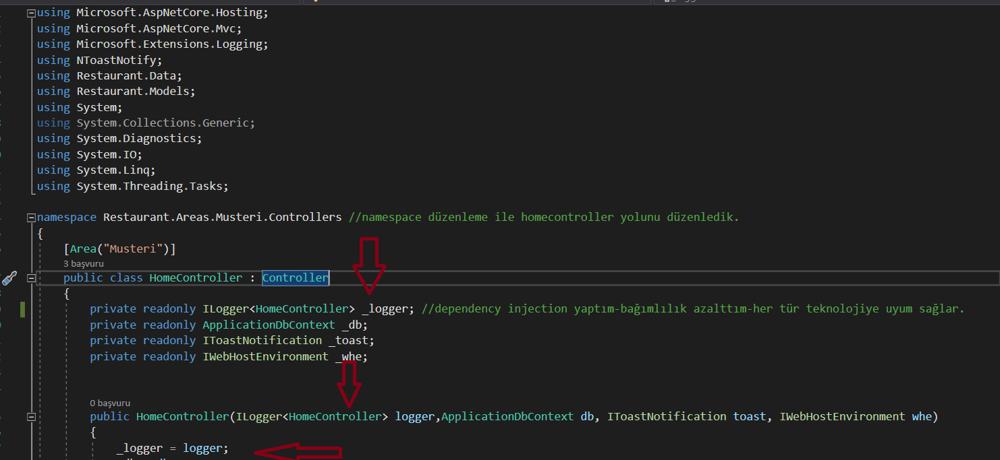 using Microsoft.AspNetCore.Hosting;
using Microsoft.AspNetCore.Mvc;
using Microsoft.Extensions.Logging;
using NToastNotify;
using Restaurant.Data;
using Restaurant.Models;
using System;
using System.Collections.Generic;
using System.Diagnostics;
using System.IO;
using System.Linq;
using System.Threading.Tasks;
namespace Restaurant.Areas.Musteri.Controllers //namespace düzenleme ile homecontroller yolunu düzenledik.
{
[Area("Musteri")]
3 başvuru
public class HomeController : Controller
{
private readonly ILogger<HomeController> _logger; //dependency injection yaptım-bağımlılık azalttım-her tür teknolojiye uyum sağlar.
private readonly ApplicationDbContext _db;
private readonly IToastNotification _toast;
private readonly IWebHostEnvironment _whe;
0 başvuru
public HomeController(ILogger<HomeController> logger,ApplicationDbContext db, IToastNotification toast, IWebHostEnvironment whe)
{
_logger = logger;